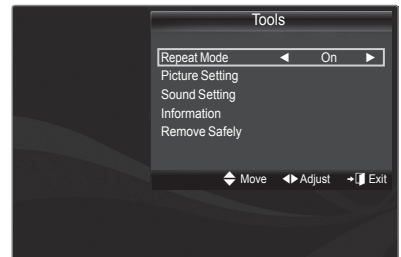 Tools
Repeat Mode ◀ On ▶
Picture Setting
Sound Setting
Information
Remove Safely
Move Adjust Exit